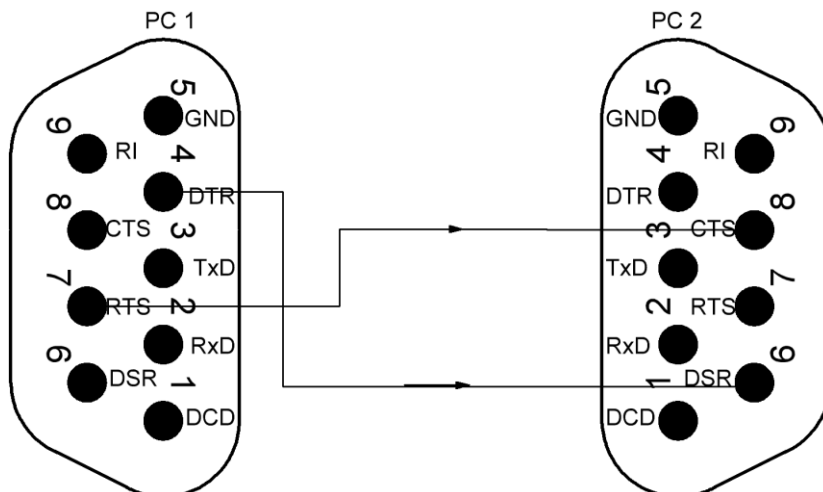 PC 1
5
GND
9
RI
4
DTR
8
CTS
3
TxD
7
RTS
2
RxD
6
DSR
1
DCD
PC 2
5
GND
9
RI
4
DTR
8
CTS
3
TxD
7
RTS
2
RxD
6
DSR
1
DCD